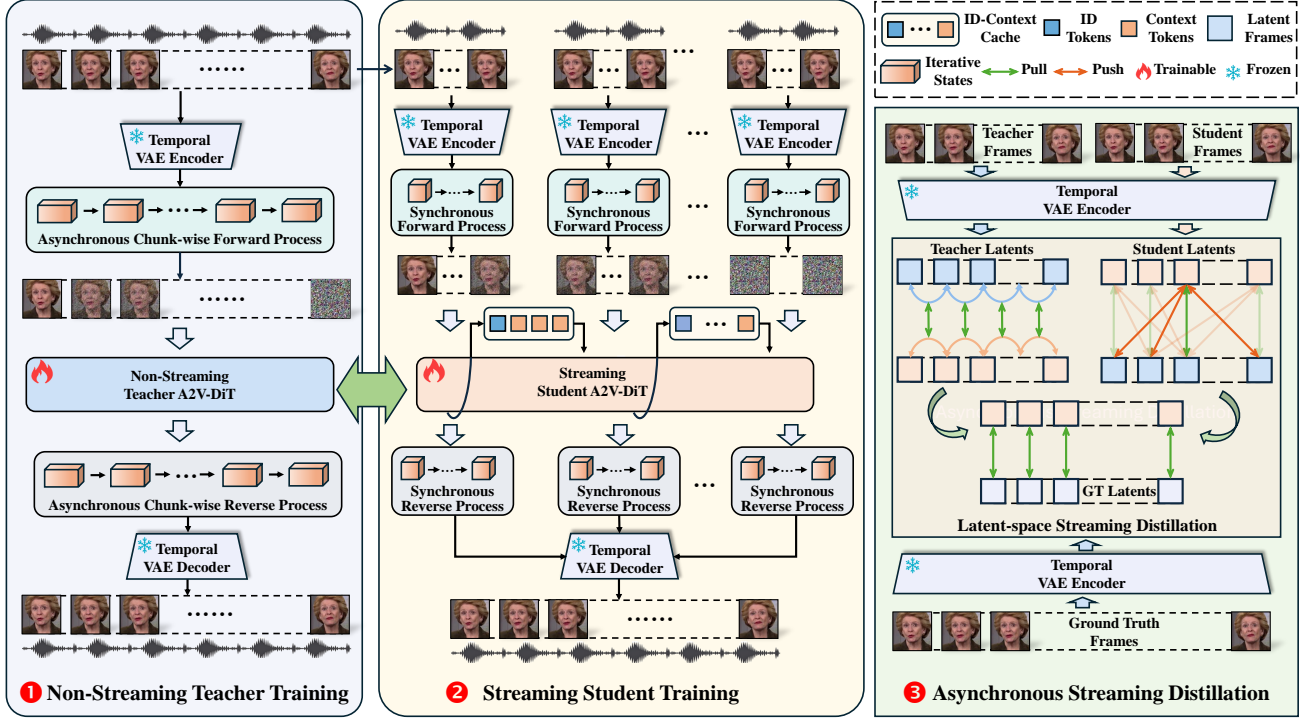 Temporal
VAE Encoder
Asynchronous Chunk-wise Forward Process
Non-Streaming
Teacher A2V-DiT
Asynchronous Chunk-wise Reverse Process
Temporal
VAE Decoder
1 Non-Streaming Teacher Training
Temporal
VAE Encoder
Temporal
VAE Encoder
Temporal
VAE Encoder
Synchronous
Forward Process
Synchronous
Forward Process
Synchronous
Forward Process
Streaming
Student A2V-DiT
Synchronous
Reverse Process
Synchronous
Reverse Process
Synchronous
Reverse Process
Temporal
VAE Decoder
2 Streaming Student Training
ID-Context
Cache
ID
Tokens
Context
Tokens
Latent
Frames
Iterative
States
Pull
Push
Trainable
Frozen
Teacher
Frames
Student
Frames
Temporal
VAE Encoder
Teacher Latents
Student Latents
GT Latents
Latent-space Streaming Distillation
Temporal
VAE Encoder
Ground Truth
Frames
3 Asynchronous Streaming Distillation